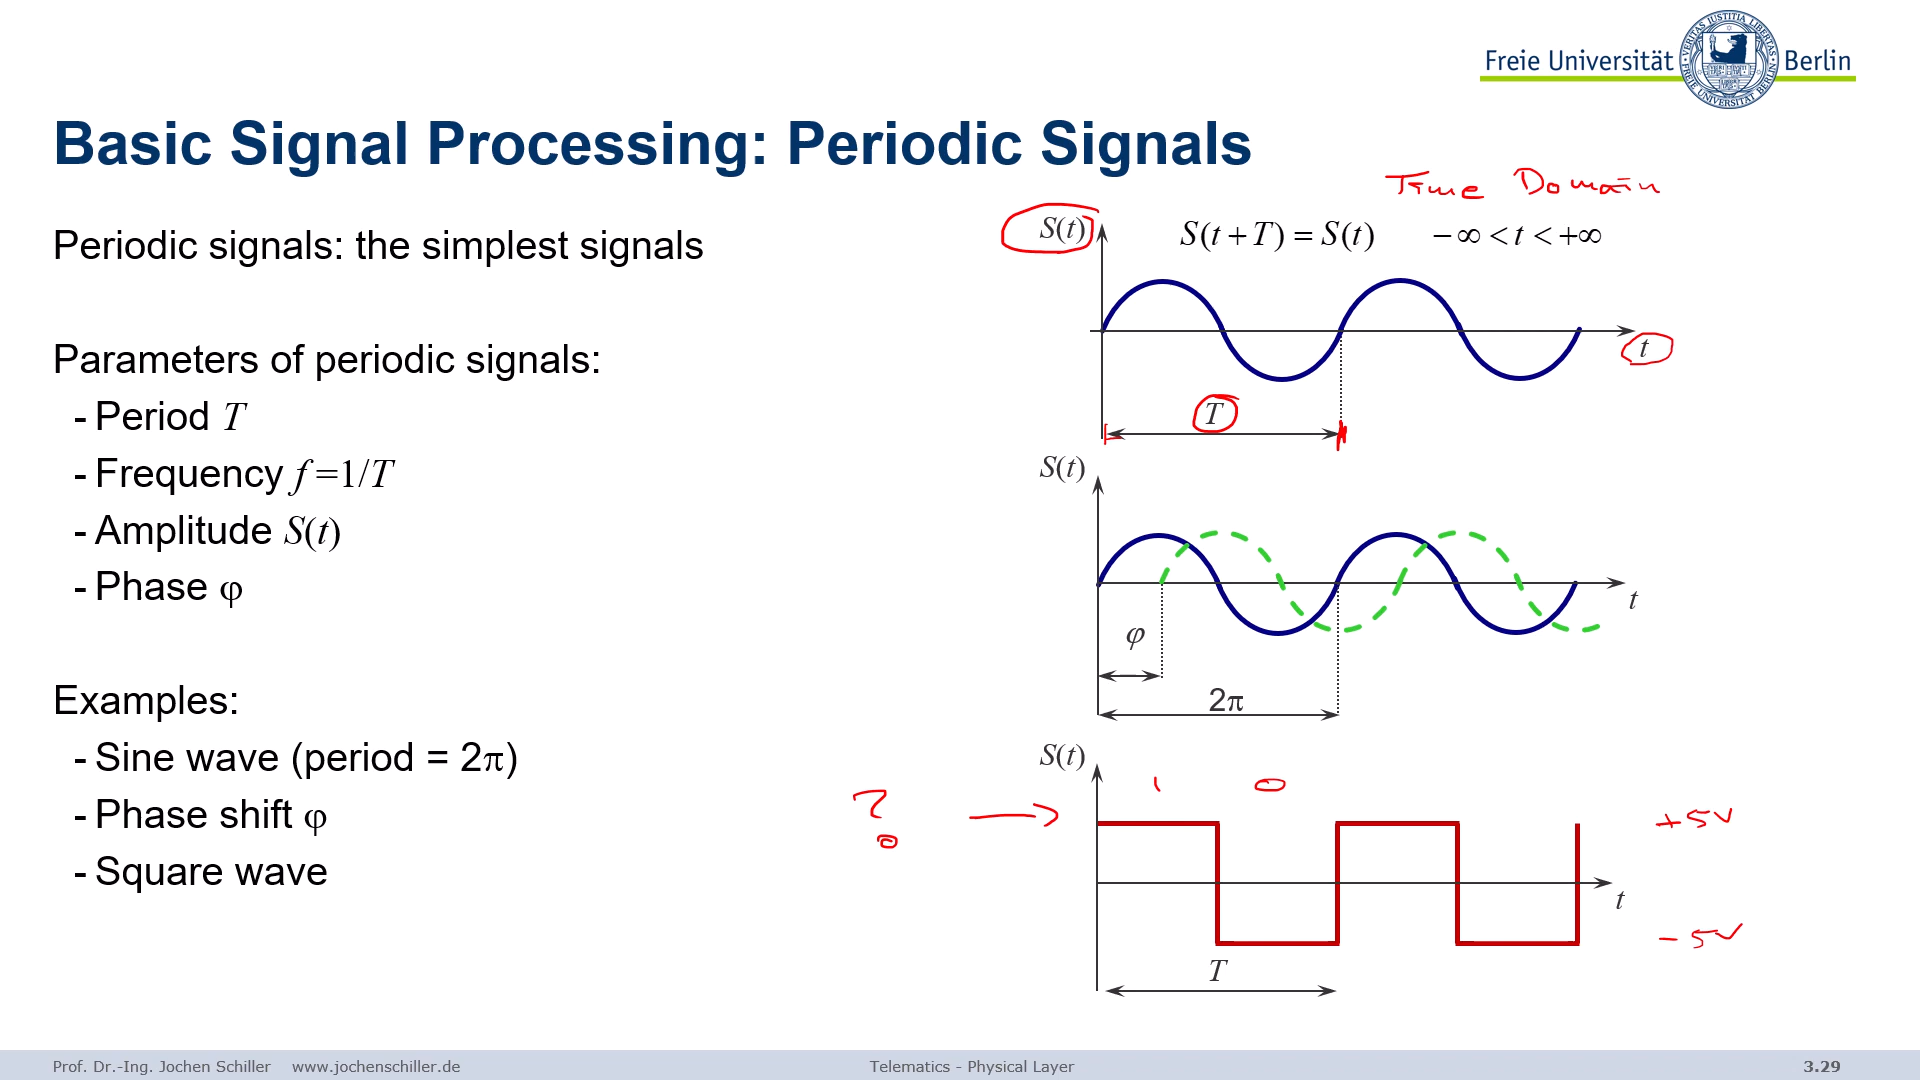 Freie Universität Berlin
Basic Signal Processing: Periodic Signals
Periodic signals: the simplest signals
Parameters of periodic signals:
- Period T
- Frequency f =1/T
- Amplitude S(t)
- Phase φ
Examples:
- Sine wave (period = 2π)
- Phase shift φ
- Square wave
Time Domain
S(t)
S(t + T) = S(t) − ∞ < t < +∞
t
T
S(t)
t
φ
2π
S(t)
1 0
?
+5V
t
-5V
T
Prof. Dr.-Ing. Jochen Schiller www.jochenschiller.de
Telematics - Physical Layer
3.29